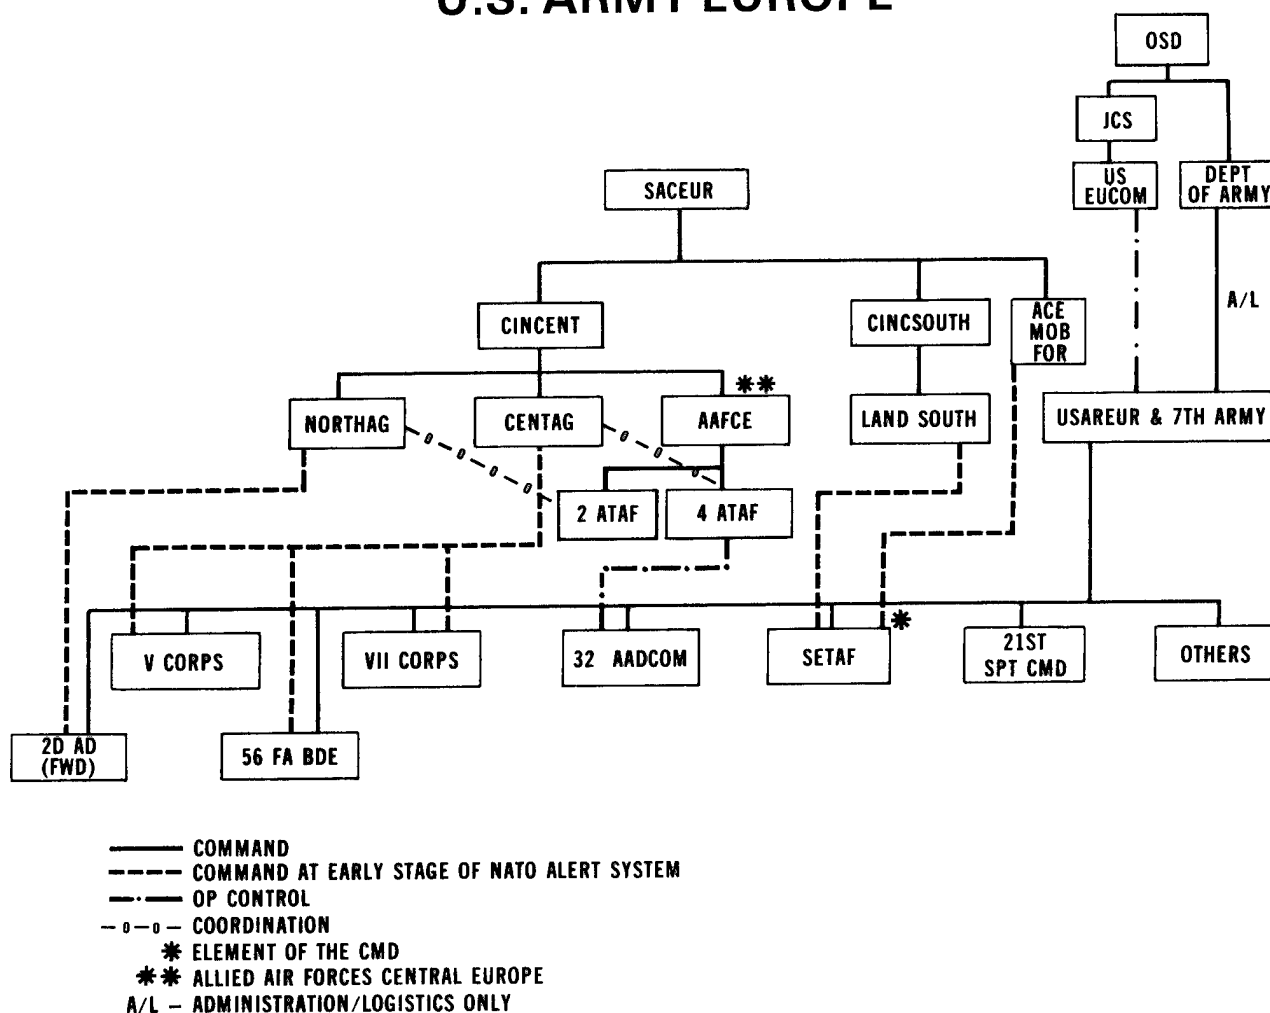 U.S. ARMY EUROPE
OSD
JCS
US
EUCOM
DEPT
OF ARMY
SACEUR
A/L
CINCENT
CINCSOUTH
ACE
MOB
FOR
**
NORTHAG
CENTAG
AAFCE
LAND SOUTH
USAREUR & 7TH ARMY
2 ATAF
4 ATAF
V CORPS
VII CORPS
32 AADCOM
SETAF
*
21ST
SPT CMD
OTHERS
2D AD
(FWD)
56 FA BDE
COMMAND
COMMAND AT EARLY STAGE OF NATO ALERT SYSTEM
OP CONTROL
COORDINATION
* ELEMENT OF THE CMD
** ALLIED AIR FORCES CENTRAL EUROPE
A/L – ADMINISTRATION/LOGISTICS ONLY